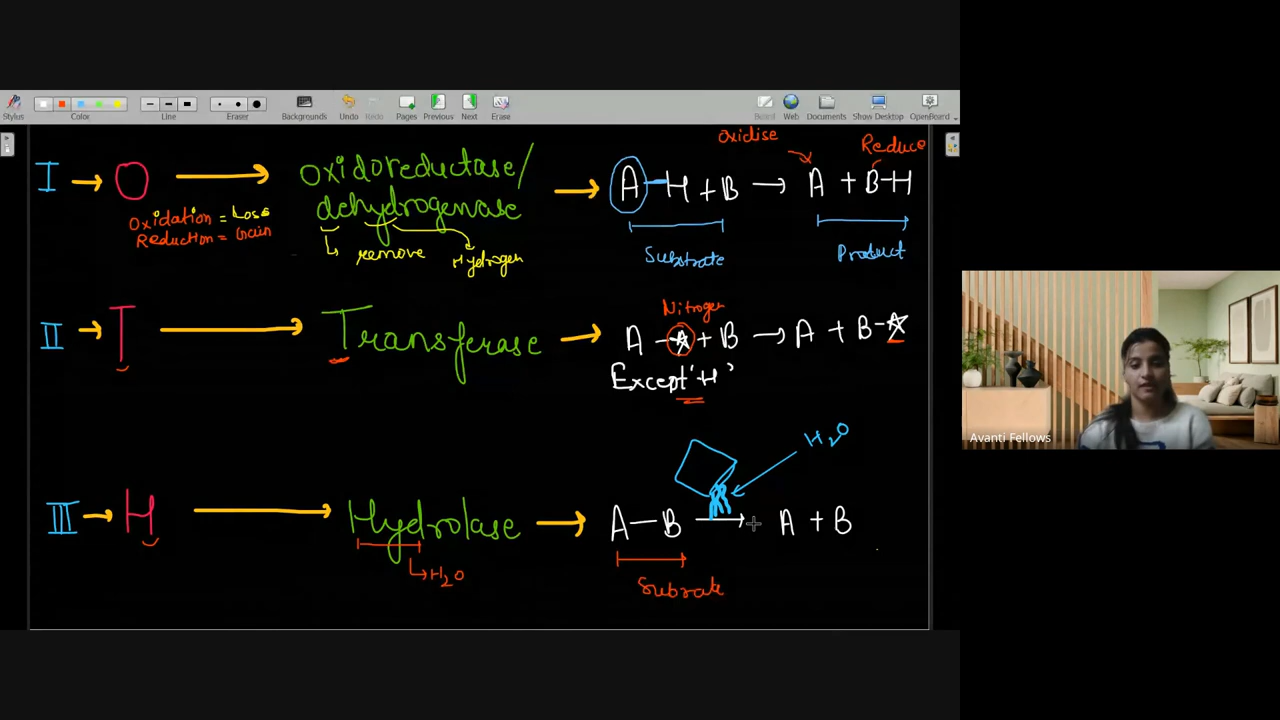 Stylus
Color
Line
Eraser
Backgrounds
Undo
Redo
Pages
Previous
Next
Erase
Board
Web
Documents
Show Desktop
OpenBoard
oxidise
Reduce
I → O → Oxidoreductase/ → A-H + B → A + B-H
dehydrogenase
Oxidation = Loss
Reduction = Gain
remove
Hydrogen
Substrate
Product
Nitrogen
II → T → Transferase → A - ☆ + B → A + B-☆
Except 'H'
H2O
III → H → Hydrolase → A - B → A + B
H2O
Subrate
Avanti Fellows